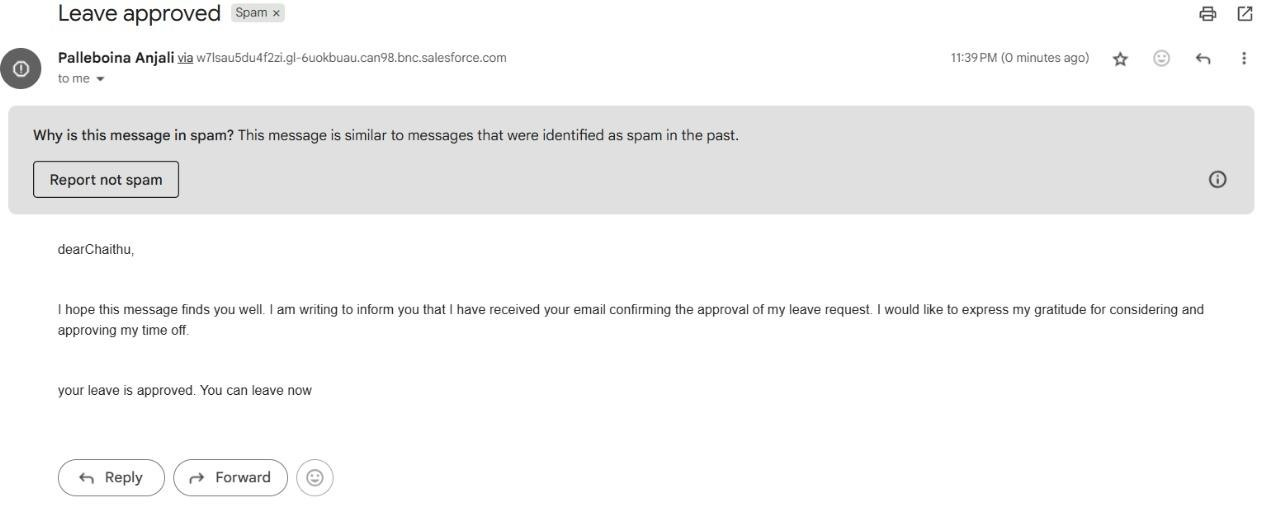 Leave approved Spam ×
Palleboina Anjali via w7lsau5du4f2zi.gl-6uokbuau.can98.bnc.salesforce.com 11:39 PM (0 minutes ago)
to me
Why is this message in spam? This message is similar to messages that were identified as spam in the past.
Report not spam
dearChaithu,
I hope this message finds you well. I am writing to inform you that I have received your email confirming the approval of my leave request. I would like to express my gratitude for considering and
approving my time off.
your leave is approved. You can leave now
Reply Forward